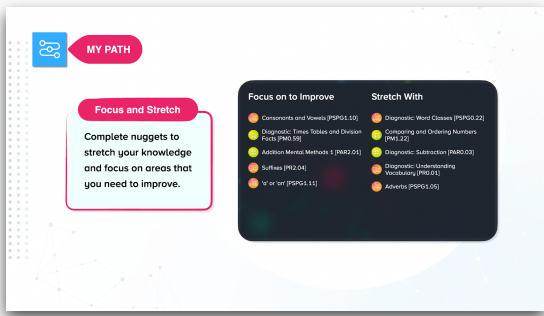 MY PATH
Focus and Stretch
Complete nuggets to
stretch your knowledge
and focus on areas that
you need to improve.
Focus on to Improve
Consonants and Vowels [PSPG1.10]
Diagnostic: Times Tables and Division
Facts [PM0.59]
Addition Mental Methods 1 [PAR2.01]
Suffixes [PR2.04]
'a' or 'an' [PSPG1.11]
Stretch With
Diagnostic: Word Classes [PSPG0.22]
Comparing and Ordering Numbers
[PM1.22]
Diagnostic: Subtraction [PAR0.03]
Diagnostic: Understanding
Vocabulary [PR0.01]
Adverbs [PSPG1.05]